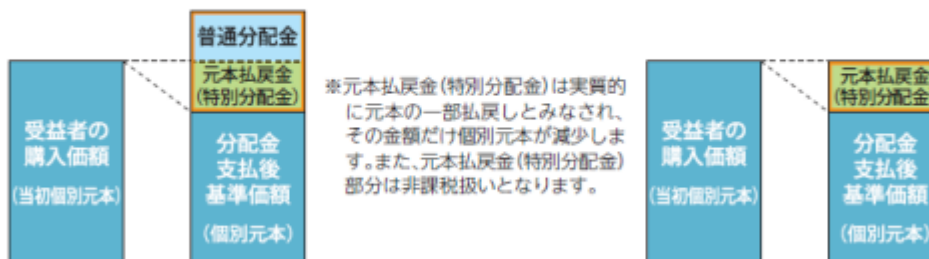 普通分配金
元本払戻金
(特別分配金)
受益者の
購入価額
(当初個別元本)
分配金
支払後
基準価額
(個別元本)
※元本払戻金(特別分配金)は実質的
に元本の一部払戻しとみなされ、
その金額だけ個別元本が減少しま
す。また、元本払戻金(特別分配金)
部分は非課税扱いとなります。
受益者の
購入価額
(当初個別元本)
元本払戻金
(特別分配金
分配金
支払後
基準価額
(個別元本)